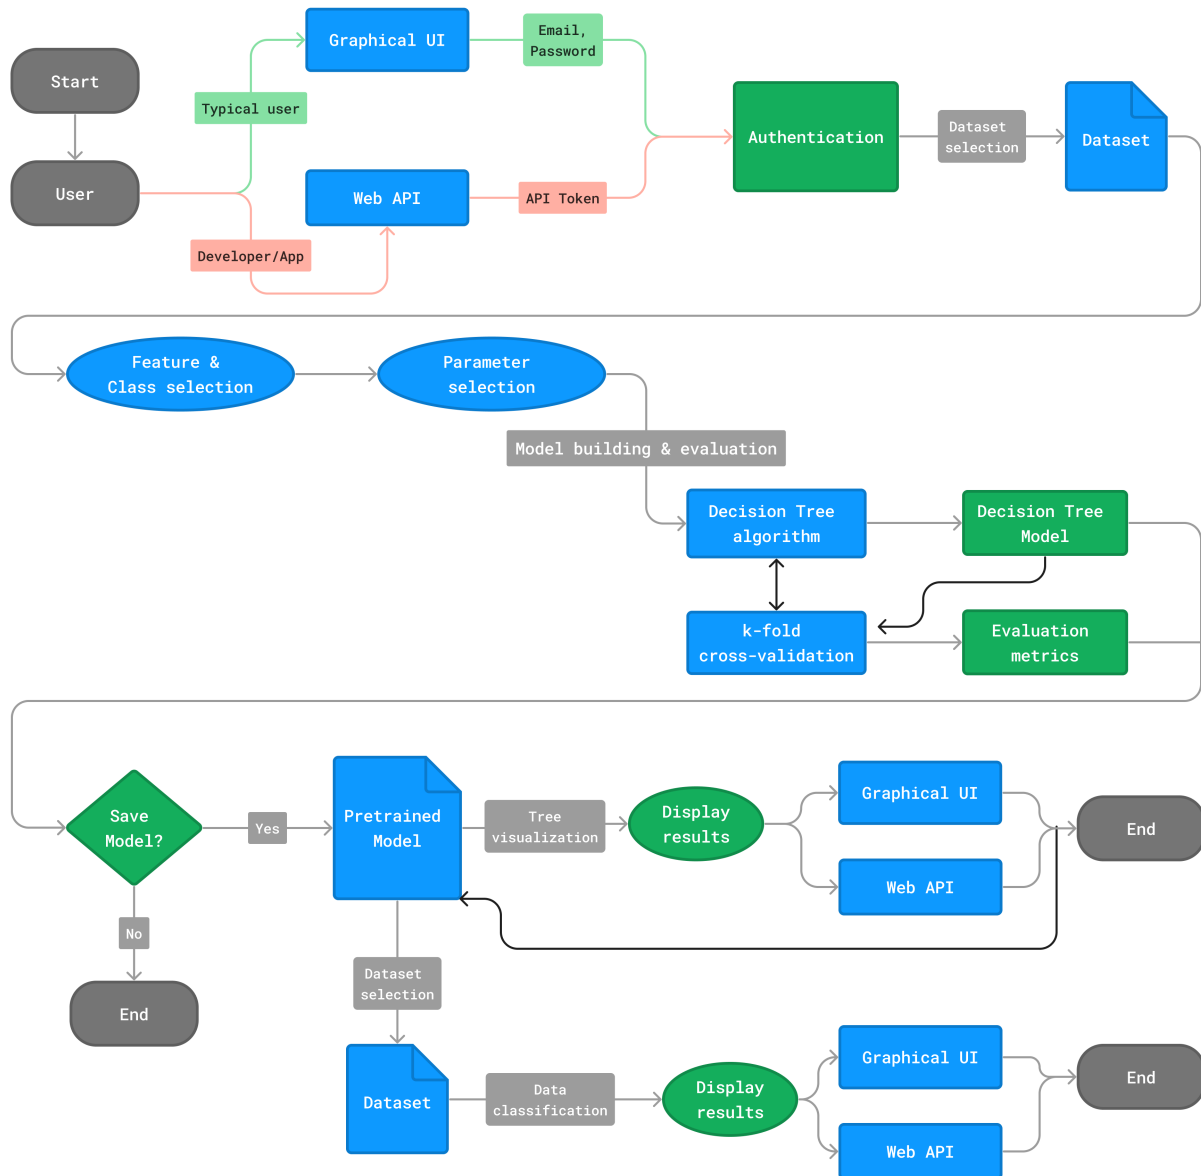 Start
User
Typical user
Developer/App
Graphical UI
Web API
Email,
Password
API Token
Authentication
Dataset
selection
Dataset
Feature &
Class selection
Parameter
selection
Model building & evaluation
Decision Tree
algorithm
Decision Tree
Model
k-fold
cross-validation
Evaluation
metrics
Save
Model?
Yes
No
End
Pretrained
Model
Tree
visualization
Display
results
Graphical UI
Web API
End
Dataset
selection
Dataset
Data
classification
Display
results
Graphical UI
Web API
End